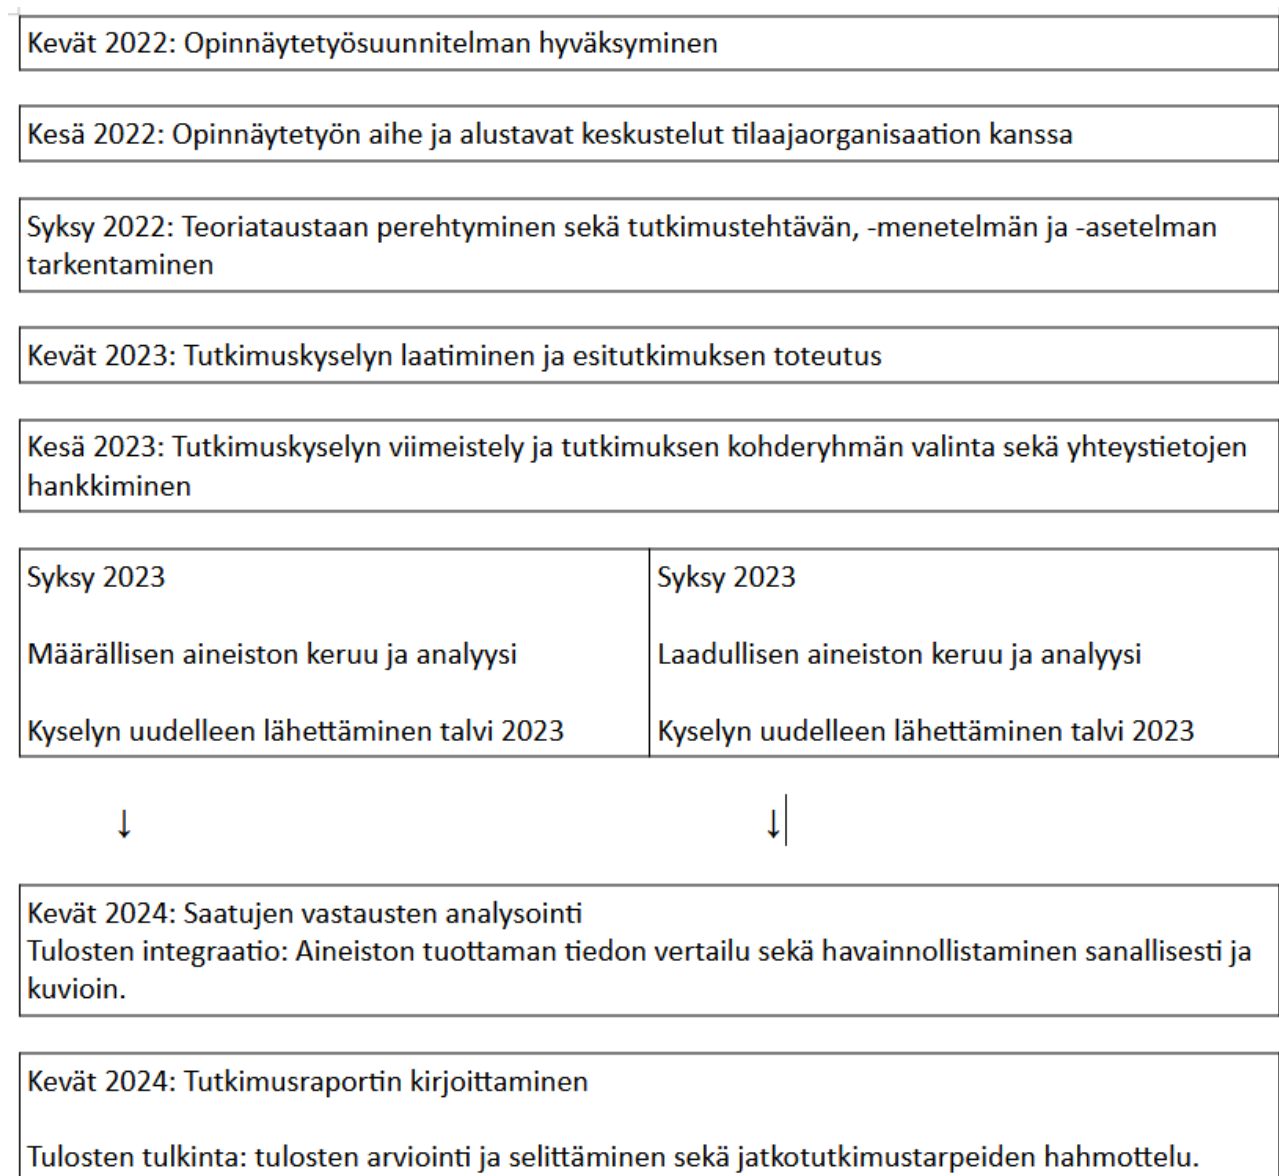 Kevät 2022: Opinnäytetyösuunnitelman hyväksyminen
Kesä 2022: Opinnäytetyön aihe ja alustavat keskustelut tilaajaorganisaation kanssa
Syksy 2022: Teoriataustaan perehtyminen sekä tutkimustehtävän, -menetelmän ja -asetelman
tarkentaminen
Kevät 2023: Tutkimuskyselyn laatiminen ja esitutkimuksen toteutus
Kesä 2023: Tutkimuskyselyn viimeistely ja tutkimuksen kohderyhmän valinta sekä yhteystietojen
hankkiminen
Syksy 2023
Määrällisen aineiston keruu ja analyysi
Kyselyn uudelleen lähettäminen talvi 2023
Syksy 2023
Laadullisen aineiston keruu ja analyysi
Kyselyn uudelleen lähettäminen talvi 2023
↓ ↓
Kevät 2024: Saatujen vastausten analysointi
Tulosten integraatio: Aineiston tuottaman tiedon vertailu sekä havainnollistaminen sanallisesti ja
kuvioin.
Kevät 2024: Tutkimusraportin kirjoittaminen
Tulosten tulkinta: tulosten arviointi ja selittäminen sekä jatkotutkimustarpeiden hahmottelu.